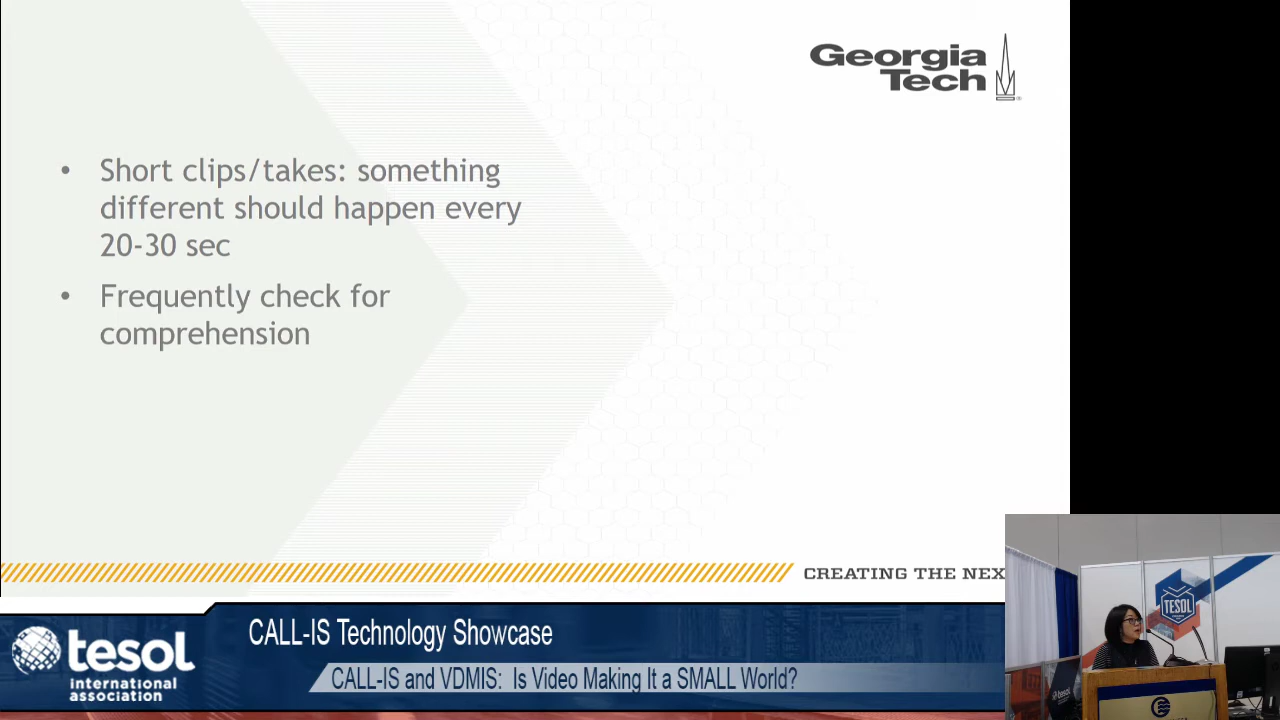 Georgia
Tech
• Short clips/takes: something
different should happen every
20-30 sec
• Frequently check for
comprehension
CREATING THE NEX
TESOL
tesol
tesol
international
association
CALL-IS Technology Showcase
CALL-IS and VDMIS: Is Video Making It a SMALL World?